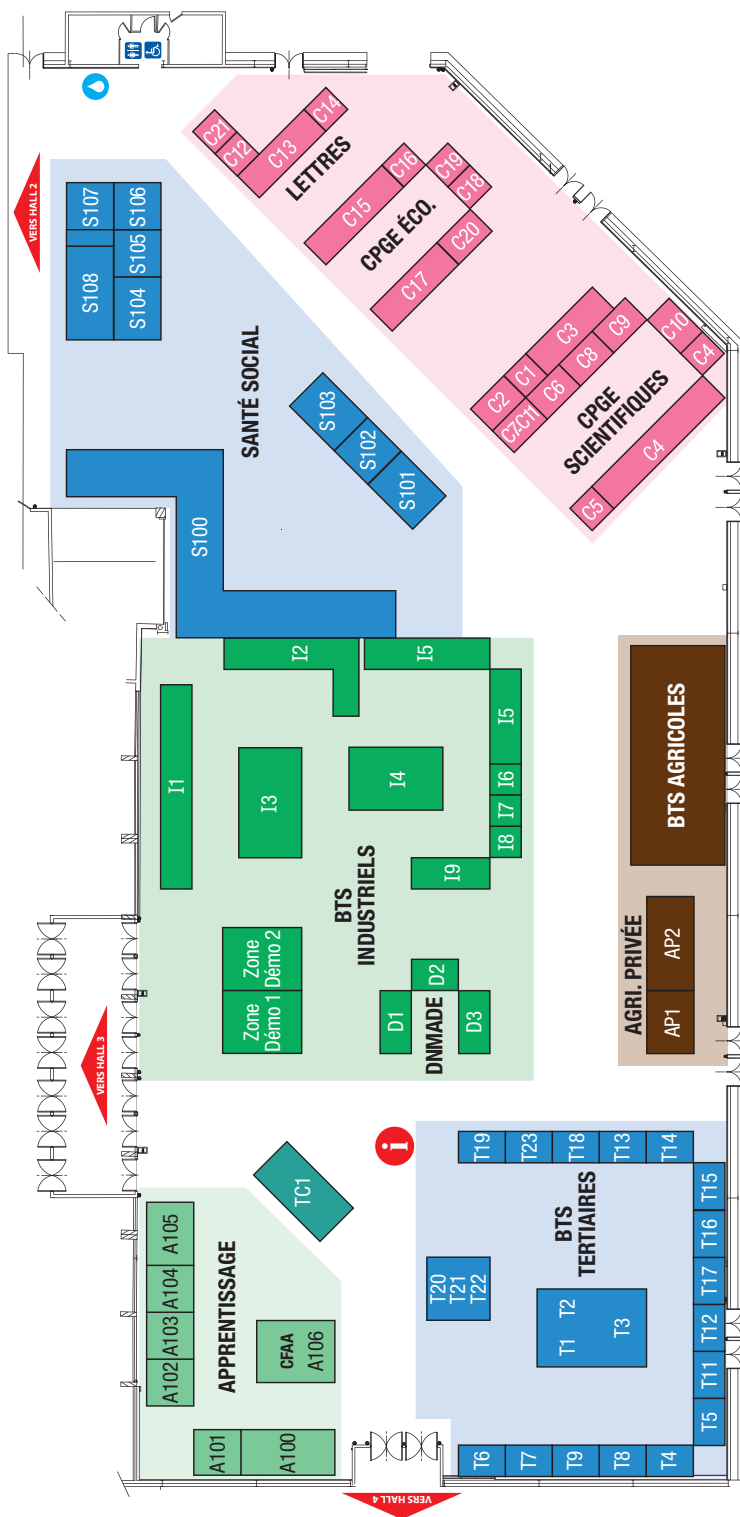 VERS HALL 2
C21
C12
C13
C14
LETTRES
C16
C15
CPGE ÉCO.
C19
C18
C20
C17
S107
S106
S105
S108
S104
SANTÉ SOCIAL
S103
S102
S101
S100
C3
C1
C2
C9
C8
C6
C7-C11
C10
C4
CPGE
SCIENTIFIQUES
C4
C5
I2
I5
I1
I3
I4
I5
I6
I7
I8
I9
BTS
INDUSTRIELS
BTS AGRICOLES
Zone
Démo 2
Zone
Démo 1
D2
D1
D3
DNMADE
AGRI. PRIVÉE
AP2
AP1
VERS HALL 3
i
TC1
A105
A104
A103
A102
APPRENTISSAGE
CFAA
A106
A101
A100
T19
T23
T18
T13
T14
BTS
TERTIAIRES
T20
T21
T22
T1
T2
T3
T15
T16
T17
T12
T11
T5
T6
T7
T9
T8
T4
VERS HALL 4